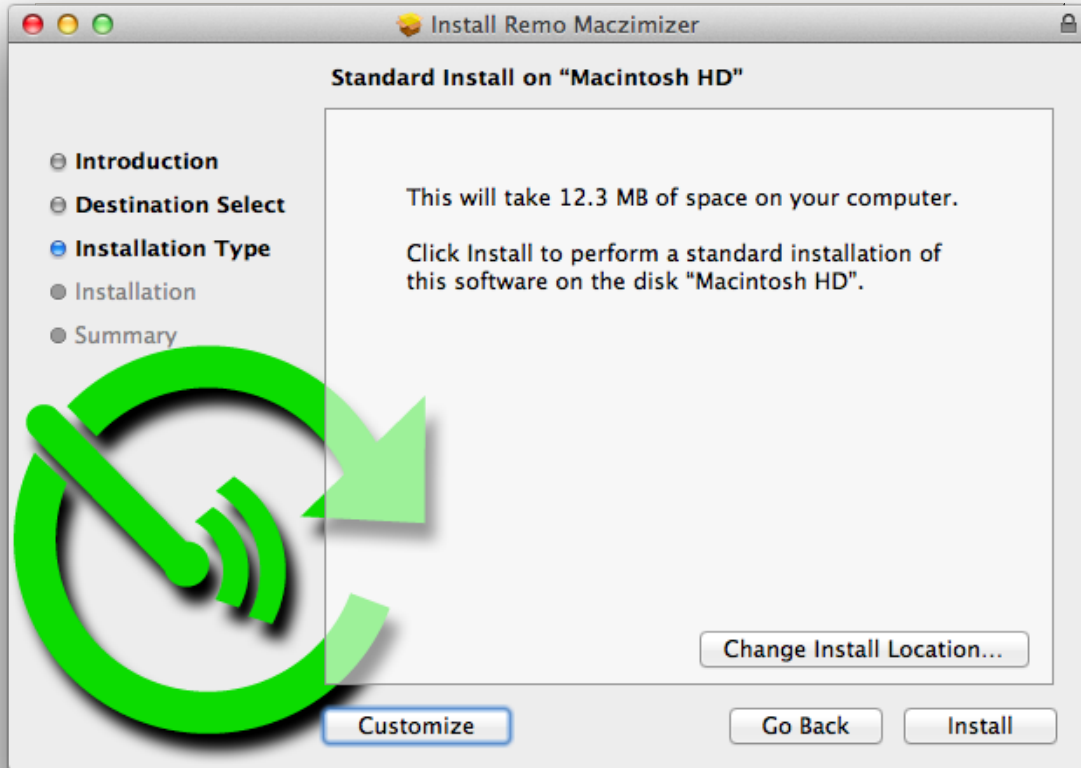 Install Remo Maczimizer
Standard Install on “Macintosh HD”
Introduction
Destination Select
Installation Type
Installation
Summary
This will take 12.3 MB of space on your computer.
Click Install to perform a standard installation of
this software on the disk “Macintosh HD”.
Change Install Location...
Customize
Go Back
Install